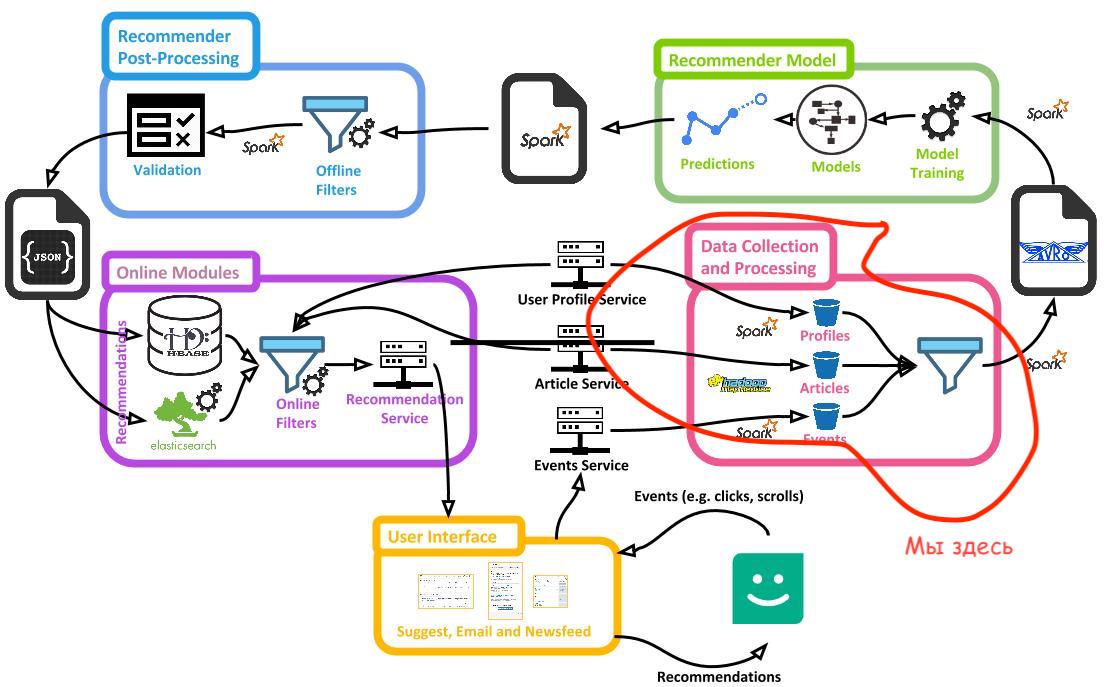 Recommender
Post-Processing
Validation
Spark
Offline
Filters
Spark
Recommender Model
Predictions
Models
Model
Training
Spark
JSON
AVRO
Online Modules
Recommendations
HBASE
elasticsearch
Online
Filters
Recommendation
Service
User Profile Service
Article Service
Events Service
Data Collection
and Processing
Spark
Profiles
hadoop
Articles
Spark
Events
Spark
Мы здесь
User Interface
Suggest, Email and Newsfeed
Events (e.g. clicks, scrolls)
Recommendations